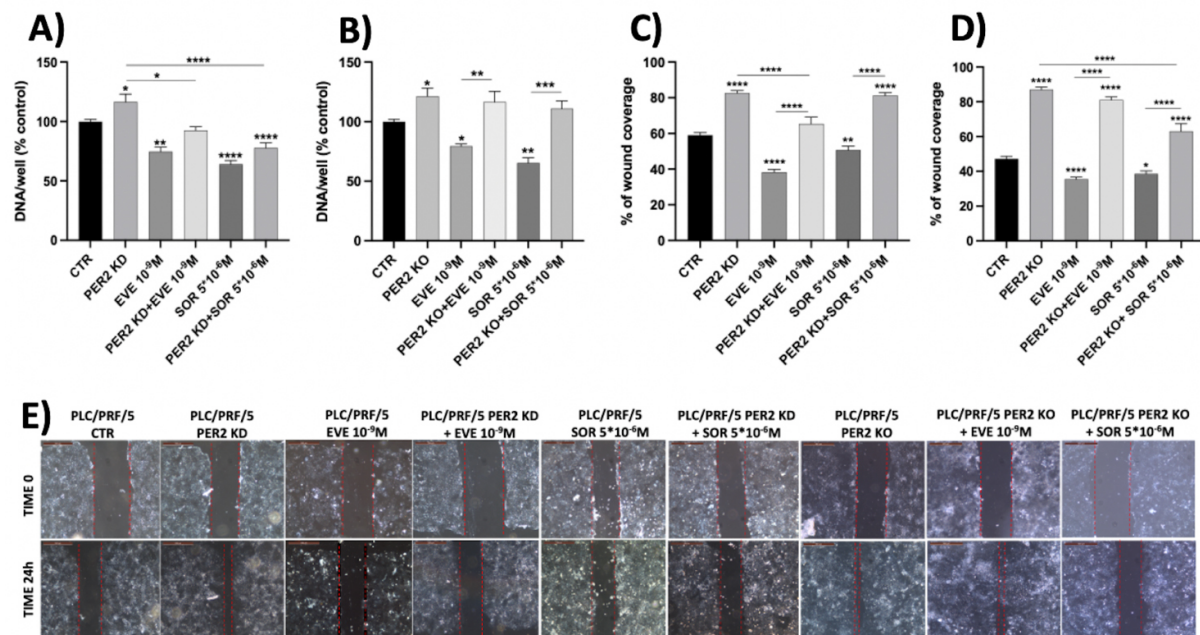 A)
150
100
50
0
DNA/well (% control)
****
*
*
**
****
****
CTR
PER2 KD
EVE 10-9M
PER2 KD+EVE 10-9M
SOR 5*10-6M
PER2 KD+SOR 5*10-6M
B)
150
100
50
0
DNA/well (% control)
**
***
*
*
**
CTR
PER2 KO
EVE 10-9M
PER2 KO+EVE 10-9M
SOR 5*10-6M
PER2 KO+SOR 5*10-6M
C)
100
80
60
40
20
0
% of wound coverage
****
****
****
****
****
**
****
CTR
PER2 KD
EVE 10-9M
PER2 KD+EVE 10-9M
SOR 5*10-6M
PER2 KD+SOR 5*10-6M
D)
100
80
60
40
20
0
% of wound coverage
****
****
****
****
****
****
*
****
CTR
PER2 KO
EVE 10-9M
PER2 KO+EVE 10-9M
SOR 5*10-6M
PER2 KO+ SOR 5*10-6M
E)
PLC/PRF/5
CTR
PLC/PRF/5
PER2 KD
PLC/PRF/5
EVE 10-9M
PLC/PRF/5 PER2 KD
+ EVE 10-9M
PLC/PRF/5
SOR 5*10-6M
PLC/PRF/5 PER2 KD
+ SOR 5*10-6M
PLC/PRF/5
PER2 KO
PLC/PRF/5 PER2 KO
+ EVE 10-9M
PLC/PRF/5 PER2 KO
+ SOR 5*10-6M
TIME 0
TIME 24h